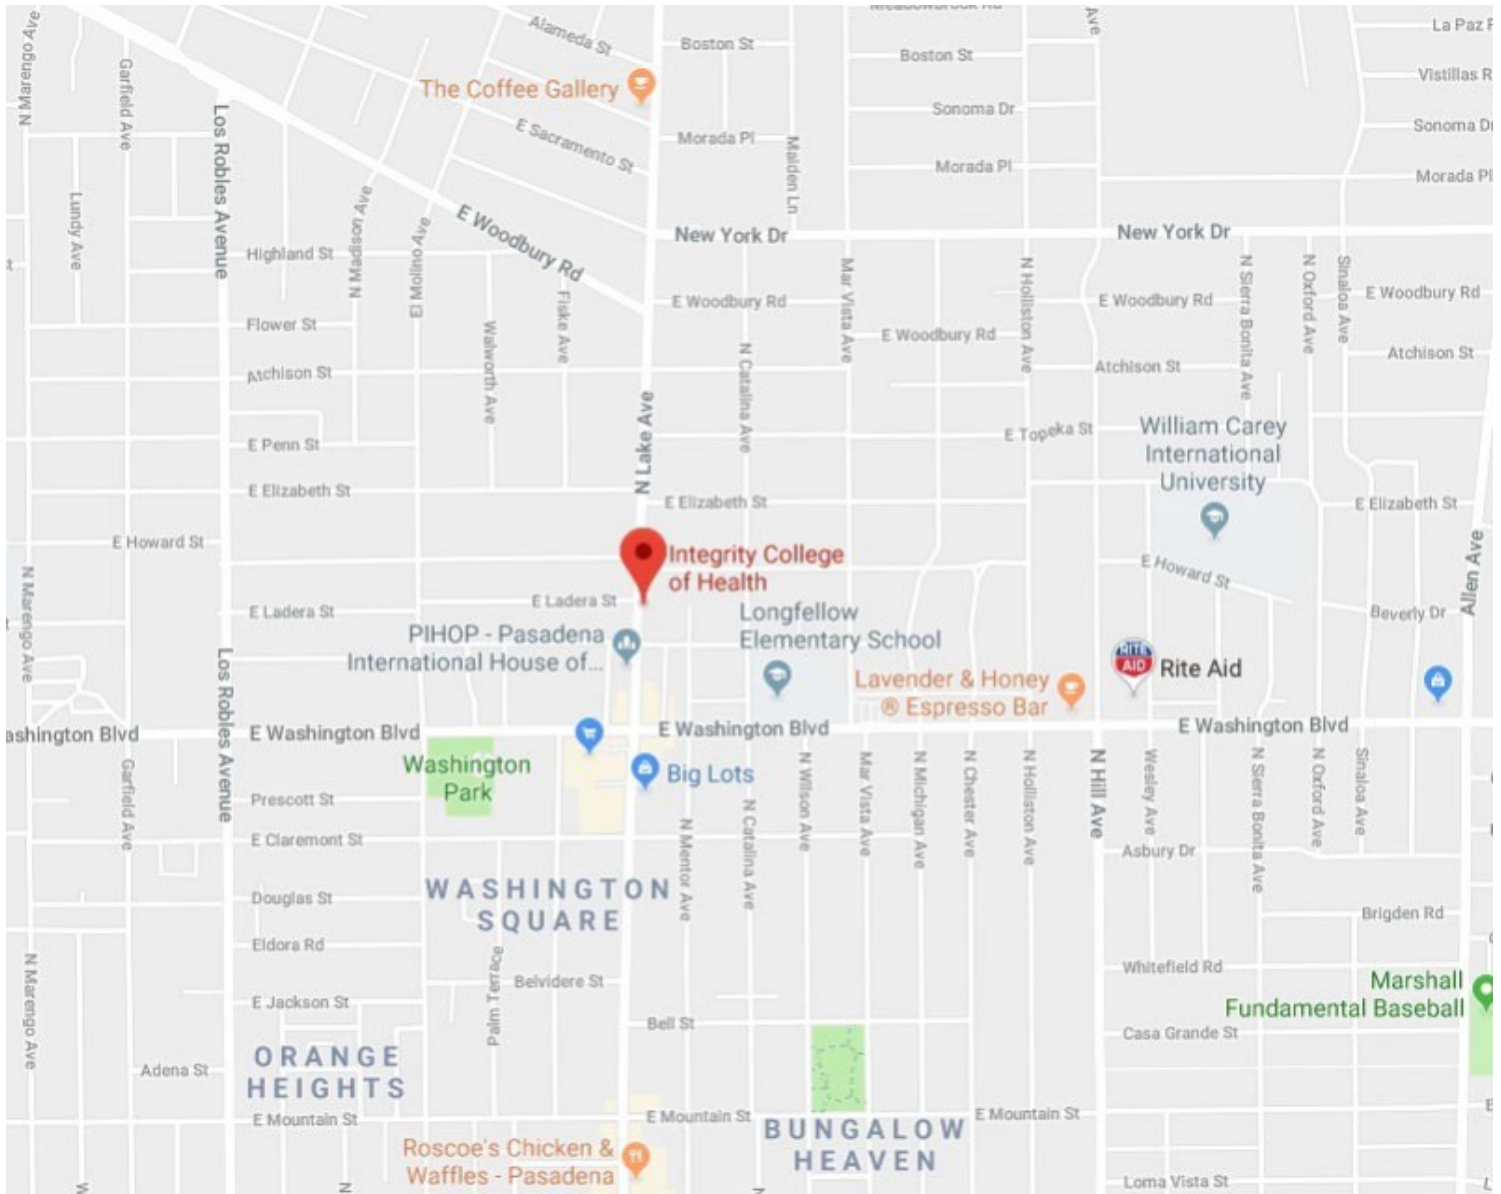 Meadowbrook Rd
Ave
La Paz
N Marengo Ave
Alameda St
Boston St
Boston St
Garfield Ave
The Coffee Gallery
Vistillas R
Sonoma Dr
Sonoma Dr
Los Robles Avenue
E Sacramento St
Morada Pl
Maiden Ln
Morada Pl
Morada Pl
Lundy Ave
N Madison Ave
El Molino Ave
E Woodbury Rd
New York Dr
New York Dr
Highland St
Mar Vista Ave
N Holliston Ave
N Sierra Bonita Ave
N Oxford Ave
Sinaloa Ave
Fiske Ave
E Woodbury Rd
E Woodbury Rd
E Woodbury Rd
Flower St
Walworth Ave
E Woodbury Rd
N Catalina Ave
Atchison St
Atchison St
Atchison St
N Lake Ave
E Penn St
E Topeka St
William Carey
International
University
E Elizabeth St
E Elizabeth St
E Elizabeth St
E Howard St
Integrity College
of Health
E Howard St
Allen Ave
N Marengo Ave
E Ladera St
E Ladera St
Beverly Dr
Longfellow
Elementary School
PIHOP - Pasadena
International House of...
Los Robles Avenue
RITE
AID
Rite Aid
Lavender & Honey
® Espresso Bar
ashington Blvd
E Washington Blvd
E Washington Blvd
E Washington Blvd
Washington
Park
Big Lots
Garfield Ave
N Wilson Ave
Mar Vista Ave
N Michigan Ave
N Chester Ave
N Holliston Ave
N Hill Ave
Wesley Ave
N Sierra Bonita Ave
N Oxford Ave
Sinaloa Ave
Prescott St
N Catalina Ave
N Mentor Ave
E Claremont St
Asbury Dr
WASHINGTON
SQUARE
Douglas St
Brigden Rd
Eldora Rd
N Marengo Ave
Palm Terrace
Belvidere St
Whitefield Rd
Marshall
Fundamental Baseball
E Jackson St
Bell St
Casa Grande St
ORANGE
HEIGHTS
Adena St
E Mountain St
E Mountain St
E Mountain St
BUNGALOW
HEAVEN
Roscoe's Chicken &
Waffles - Pasadena
Loma Vista St